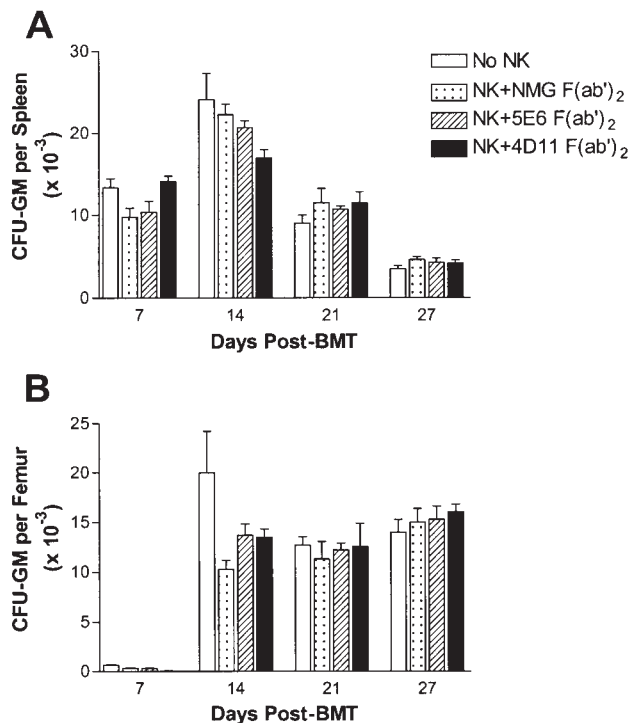 A
CFU-GM per Spleen
(x 10⁻³)
30
20
10
0
7
14
21
27
Days Post-BMT
No NK
NK+NMG F(ab')₂
NK+5E6 F(ab')₂
NK+4D11 F(ab')₂
B
CFU-GM per Femur
(x 10⁻³)
25
20
15
10
5
0
7
14
21
27
Days Post-BMT